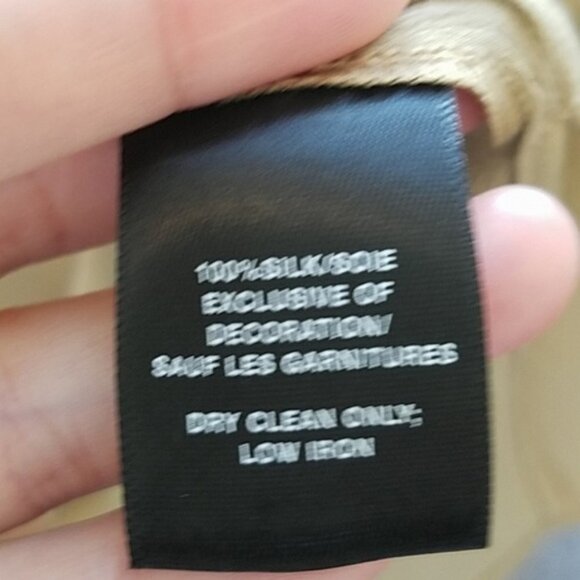 100%SILK/SOIE
EXCLUSIVE OF
DECORATION/
SAUF LES GARNITURES
DRY CLEAN ONLY;
LOW IRON